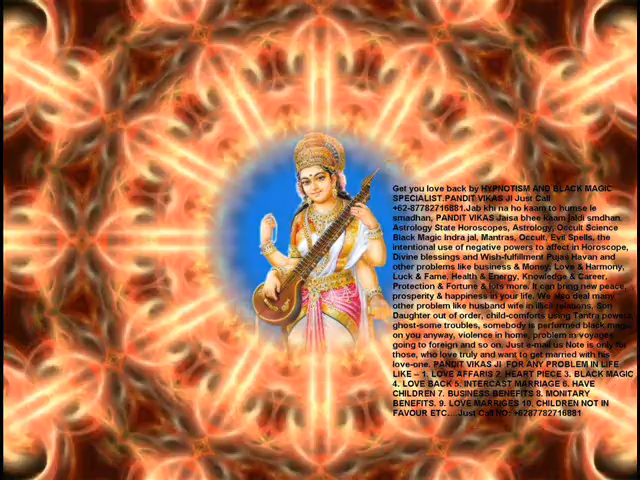 Get you love back by HYPNOTISM AND BLACK MAGIC
SPECIALIST.PANDIT VIKAS JI Just Call
+62-87782716881.Jab khi na ho kaam to humse le
smadhan, PANDIT VIKAS Jaisa bhee kaam jaldi smdhan,
Astrology State Horoscopes, Astrology, Occult Science
Black Magic Indra jal, Mantras, Occult, Evil Spells, the
intentional use of negative powers to affect in Horoscope,
Divine blessings and Wish-fulfillment Pujas Havan and
other problems like business & Money, Love & Harmony,
Luck & Fame, Health & Energy, Knowledge & Career,
Protection & Fortune & lots more. It can bring new peace,
prosperity & happiness in your life. We also deal many
other problem like husband wife in illica relations, Son
Daughter out of order, child-comforts using Tantra powers,
ghost-some troubles, somebody is performed black magic
on you anyway, violence in home, problem in voyages
going to foreign and so on. Just e-mail us Note is only for
those, who love truly and want to get married with his
love-one. PANDIT VIKAS JI FOR ANY PROBLEM IN LIFE
LIKE – 1. LOVE AFFARIS 2. HEART PIECE 3. BLACK MAGIC
4. LOVE BACK 5. INTERCAST MARRIAGE 6. HAVE
CHILDREN 7. BUSINESS BENEFITS 8. MONITARY
BENEFITS. 9. LOVE MARRIGES 10. CHILDREN NOT IN
FAVOUR ETC....Just Call NO: +6287782716881